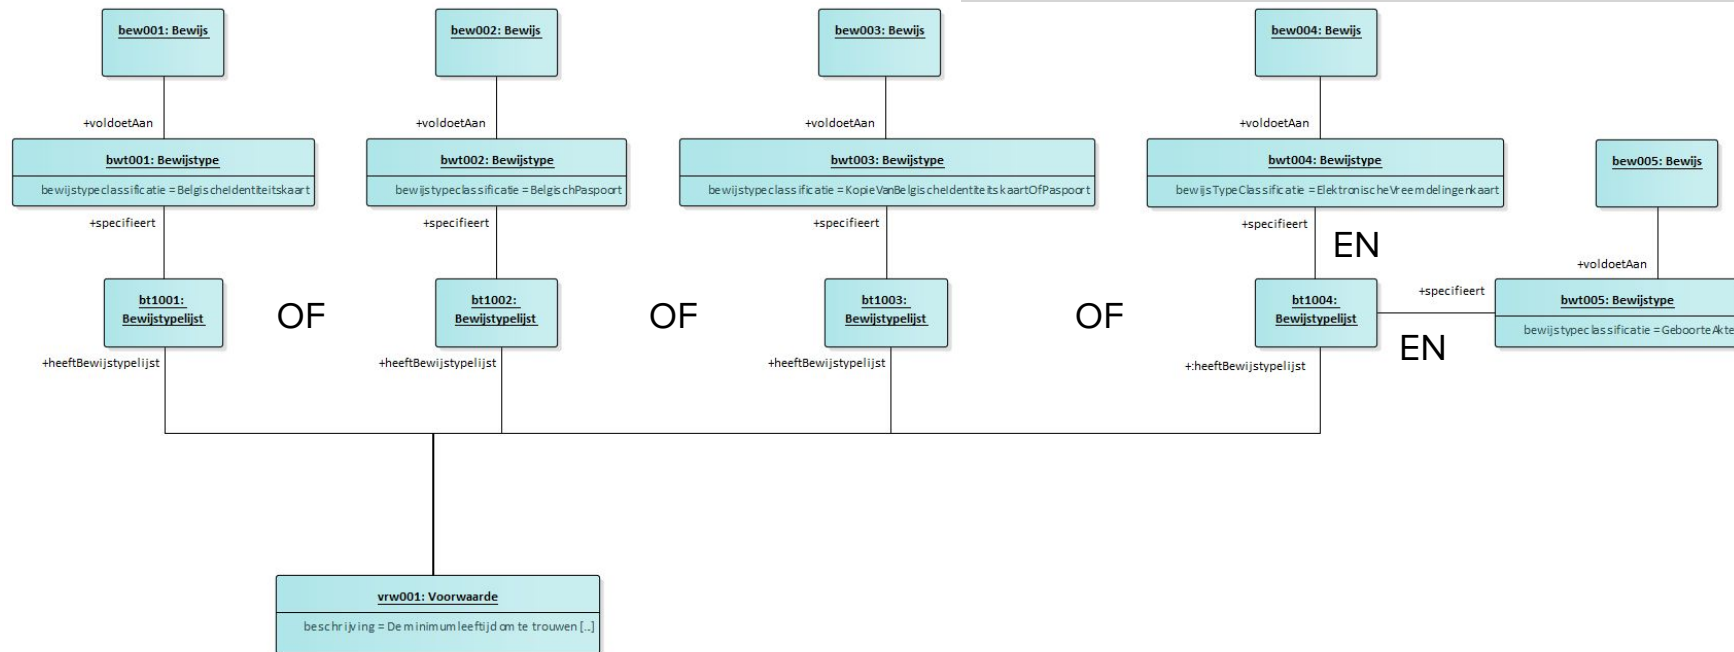 bew001: Bewijs
bew002: Bewijs
bew003: Bewijs
bew004: Bewijs
+voldoetAan
+voldoetAan
+voldoetAan
+voldoetAan
bwt001: Bewijstype
bewijstypeclassificatie = BelgischeIdentiteitskaart
bwt002: Bewijstype
bewijstypeclassificatie = BelgischPaspoort
bwt003: Bewijstype
bewijstypeclassificatie = KopieVanBelgischeIdentiteitskaartOfPaspoort
bwt004: Bewijstype
bewijsTypeClassificatie = ElektronischeVreemdelingenkaart
bew005: Bewijs
+specifieert
+specifieert
+specifieert
+specifieert
EN
+voldoetAan
bt1001:
Bewijstypelijst
OF
bt1002:
Bewijstypelijst
OF
bt1003:
Bewijstypelijst
OF
bt1004:
Bewijstypelijst
+specifieert
EN
bwt005: Bewijstype
bewijstypeclassificatie = GeboorteAkte
+heeftBewijstypelijst
+heeftBewijstypelijst
+heeftBewijstypelijst
+:heeftBewijstypelijst
vrw001: Voorwaarde
beschrijving = De minimumleeftijd om te trouwen [...]